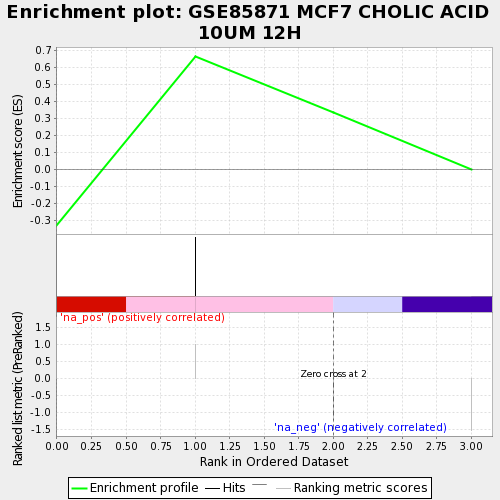 Enrichment plot: GSE85871 MCF7 CHOLIC ACID
10UM 12H
Enrichment score (ES)
0.7
0.6
0.5
0.4
0.3
0.2
0.1
0.0
-0.1
-0.2
-0.3
'na_pos' (positively correlated)
Ranked list metric (PreRanked)
1.5
1.0
0.5
0.0
-0.5
-1.0
-1.5
Zero cross at 2
'na_neg' (negatively correlated)
0.00 0.25 0.50 0.75 1.00 1.25 1.50 1.75 2.00 2.25 2.50 2.75 3.00
Rank in Ordered Dataset
Enrichment profile Hits Ranking metric scores